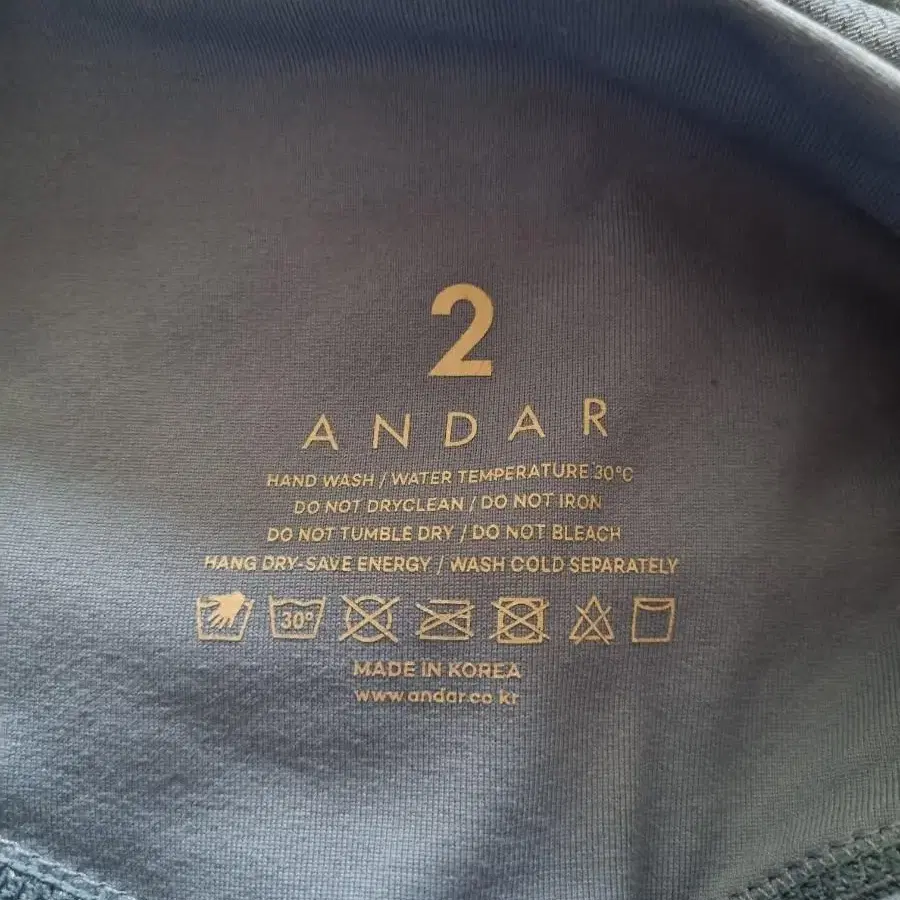 2
ANDAR
HAND WASH / WATER TEMPERATURE 30°C
DO NOT DRYCLEAN / DO NOT IRON
DO NOT TUMBLE DRY / DO NOT BLEACH
HANG DRY-SAVE ENERGY / WASH COLD SEPARATELY
30°
MADE IN KOREA
www.andar.co.kr